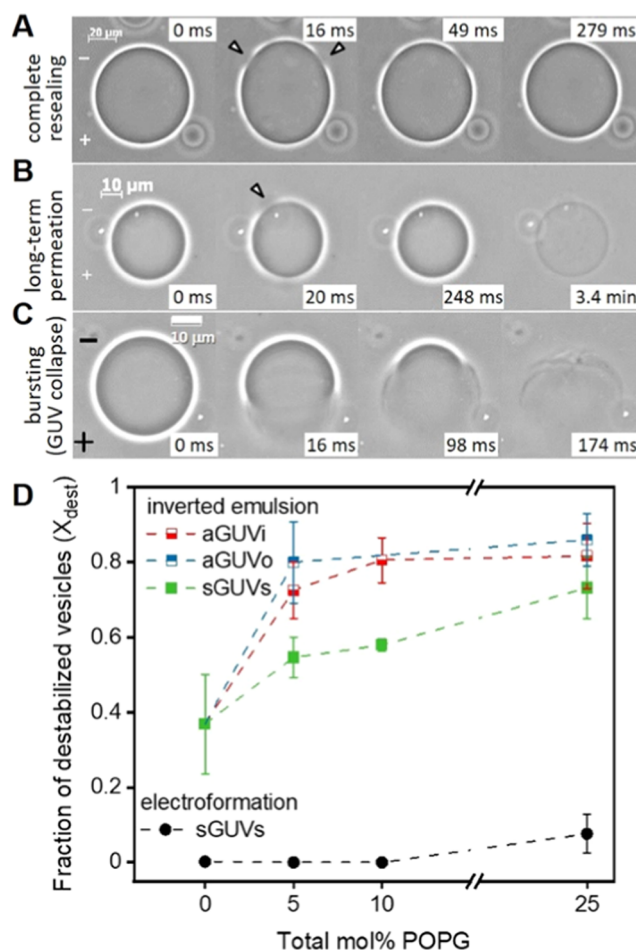 A
complete
resealing
20 µm
0 ms
16 ms
49 ms
279 ms
−
+
B
long-term
permeation
10 µm
−
+
0 ms
20 ms
248 ms
3.4 min
C
bursting
(GUV collapse)
10 µm
−
+
0 ms
16 ms
98 ms
174 ms
D
Fraction of destabilized vesicles (Xdest)
1
0.8
0.6
0.4
0.2
0
inverted emulsion
aGUVi
aGUVo
sGUVs
electroformation
sGUVs
0
5
10
25
Total mol% POPG